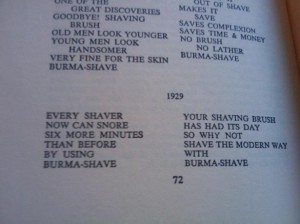 ONE OF THE
GREAT DISCOVERIES
GOODBYE! SHAVING
BRUSH
OLD MEN LOOK YOUNGER
YOUNG MEN LOOK
HANDSOMER
VERY FINE FOR THE SKIN
BURMA-SHAVE
OUT OF SHAVE
MAKES IT
SAVE
SAVES COMPLEXION
SAVES TIME & MONEY
NO BRUSH
NO LATHER
BURMA-SHAVE
1929
EVERY SHAVER
NOW CAN SNORE
SIX MORE MINUTES
THAN BEFORE
BY USING
BURMA-SHAVE
YOUR SHAVING BRUSH
HAS HAD ITS DAY
SO WHY NOT
SHAVE THE MODERN WAY
WITH
BURMA-SHAVE
72